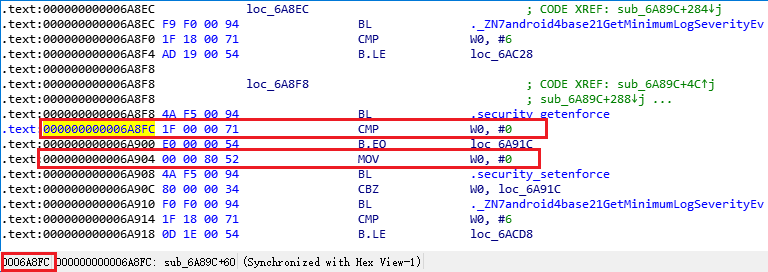 .text:000000000006A8EC loc_6A8EC ; CODE XREF: sub_6A89C+284↓j
.text:000000000006A8EC F9 F0 00 94 BL ._ZN7android4base21GetMinimumLogSeverityEv
.text:000000000006A8F0 1F 18 00 71 CMP W0, #6
.text:000000000006A8F4 AD 19 00 54 B.LE loc_6AC28
.text:000000000006A8F8
.text:000000000006A8F8 loc_6A8F8 ; CODE XREF: sub_6A89C+4C↑j
.text:000000000006A8F8 ; sub_6A89C+288↓j ...
.text:000000000006A8F8 4A F5 00 94 BL .security_getenforce
.text:000000000006A8FC 1F 00 00 71 CMP W0, #0
.text:000000000006A900 E0 00 00 54 B.EQ loc_6A91C
.text:000000000006A904 00 00 80 52 MOV W0, #0
.text:000000000006A908 4A F5 00 94 BL .security_setenforce
.text:000000000006A90C 80 00 00 34 CBZ W0, loc_6A91C
.text:000000000006A910 F0 F0 00 94 BL ._ZN7android4base21GetMinimumLogSeverityEv
.text:000000000006A914 1F 18 00 71 CMP W0, #6
.text:000000000006A918 0D 1E 00 54 B.LE loc_6ACD8
0006A8FC 000000000006A8FC: sub_6A89C+60 (Synchronized with Hex View-1)